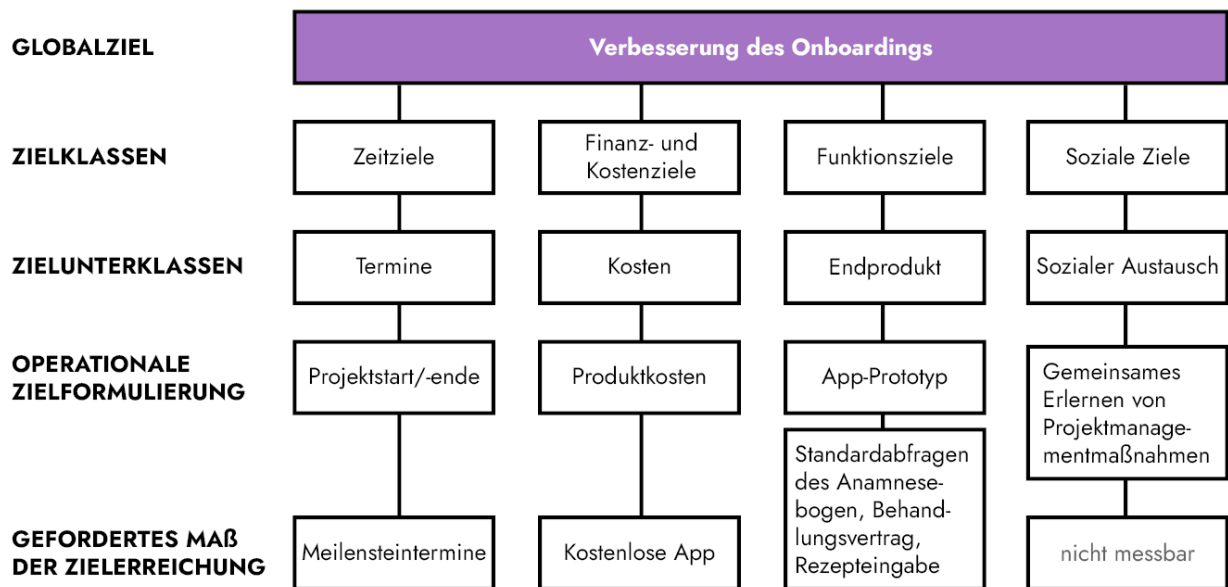 GLOBALZIEL
Verbesserung des Onboardings
ZIELKLASSEN
Zeitziele
Finanz- und
Kostenziele
Funktionsziele
Soziale Ziele
ZIELUNTERKLASSEN
Termine
Kosten
Endprodukt
Sozialer Austausch
OPERATIONALE
ZIELFORMULIERUNG
Projektstart/-ende
Produktkosten
App-Prototyp
Gemeinsames
Erlernen von
Projektmanage-
mentmaßnahmen
GEFORDERTES MAß
DER ZIELERREICHUNG
Meilensteintermine
Kostenlose App
Standardabfragen
des Anamnese-
bogen, Behand-
lungsvertrag,
Rezepteingabe
nicht messbar